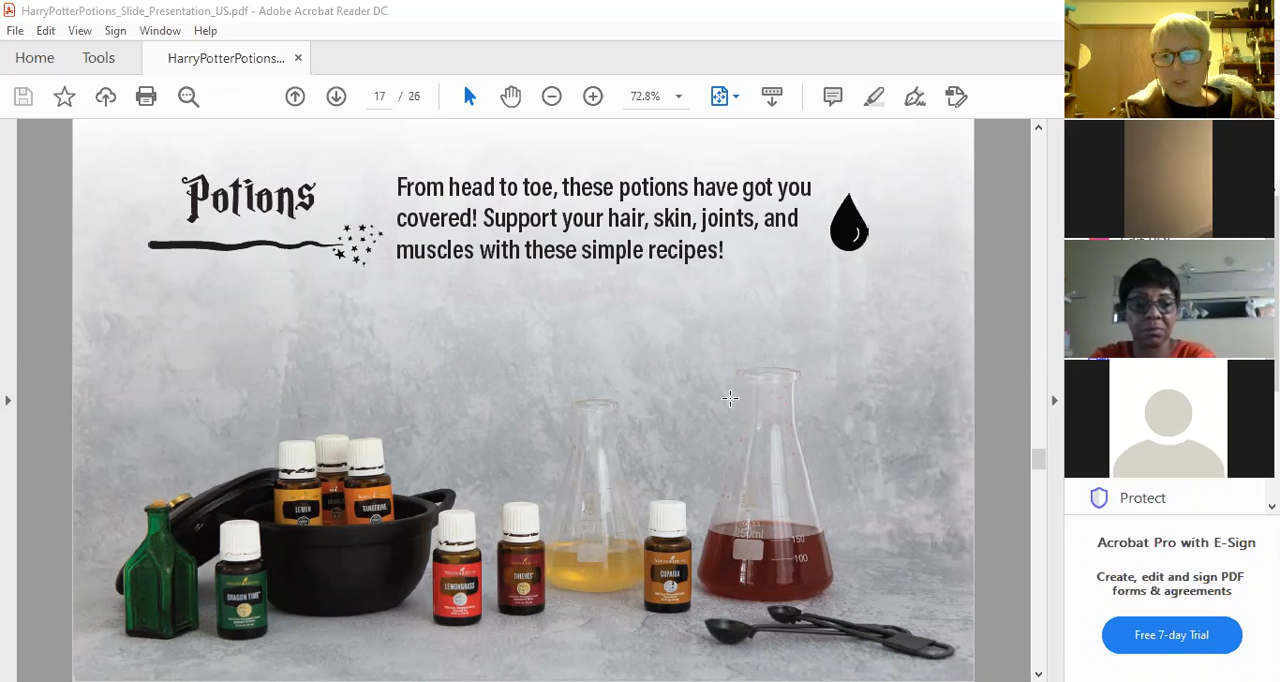 HarryPotterPotions_Slide_Presentation_US.pdf - Adobe Acrobat Reader DC
File Edit View Sign Window Help
Home Tools HarryPotterPotions... ×
17 / 26 72.8%
Potions
From head to toe, these potions have got you
covered! Support your hair, skin, joints, and
muscles with these simple recipes!
LEMON
TANGERINE
DRAGON TIME
LEMONGRASS
THIEVES
COPAIBA
250ml
150
100
Protect
Acrobat Pro with E-Sign
Create, edit and sign PDF
forms & agreements
Free 7-day Trial